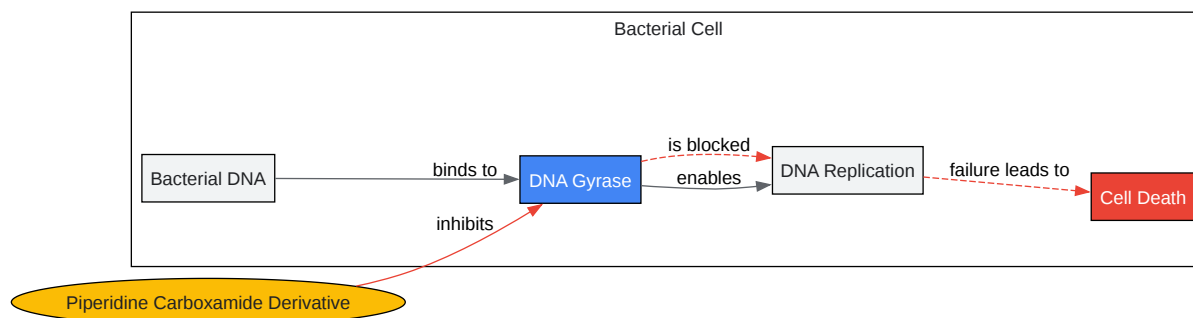 Bacterial Cell
Bacterial DNA
binds to
DNA Gyrase
is blocked
enables
DNA Replication
failure leads to
Cell Death
inhibits
Piperidine Carboxamide Derivative